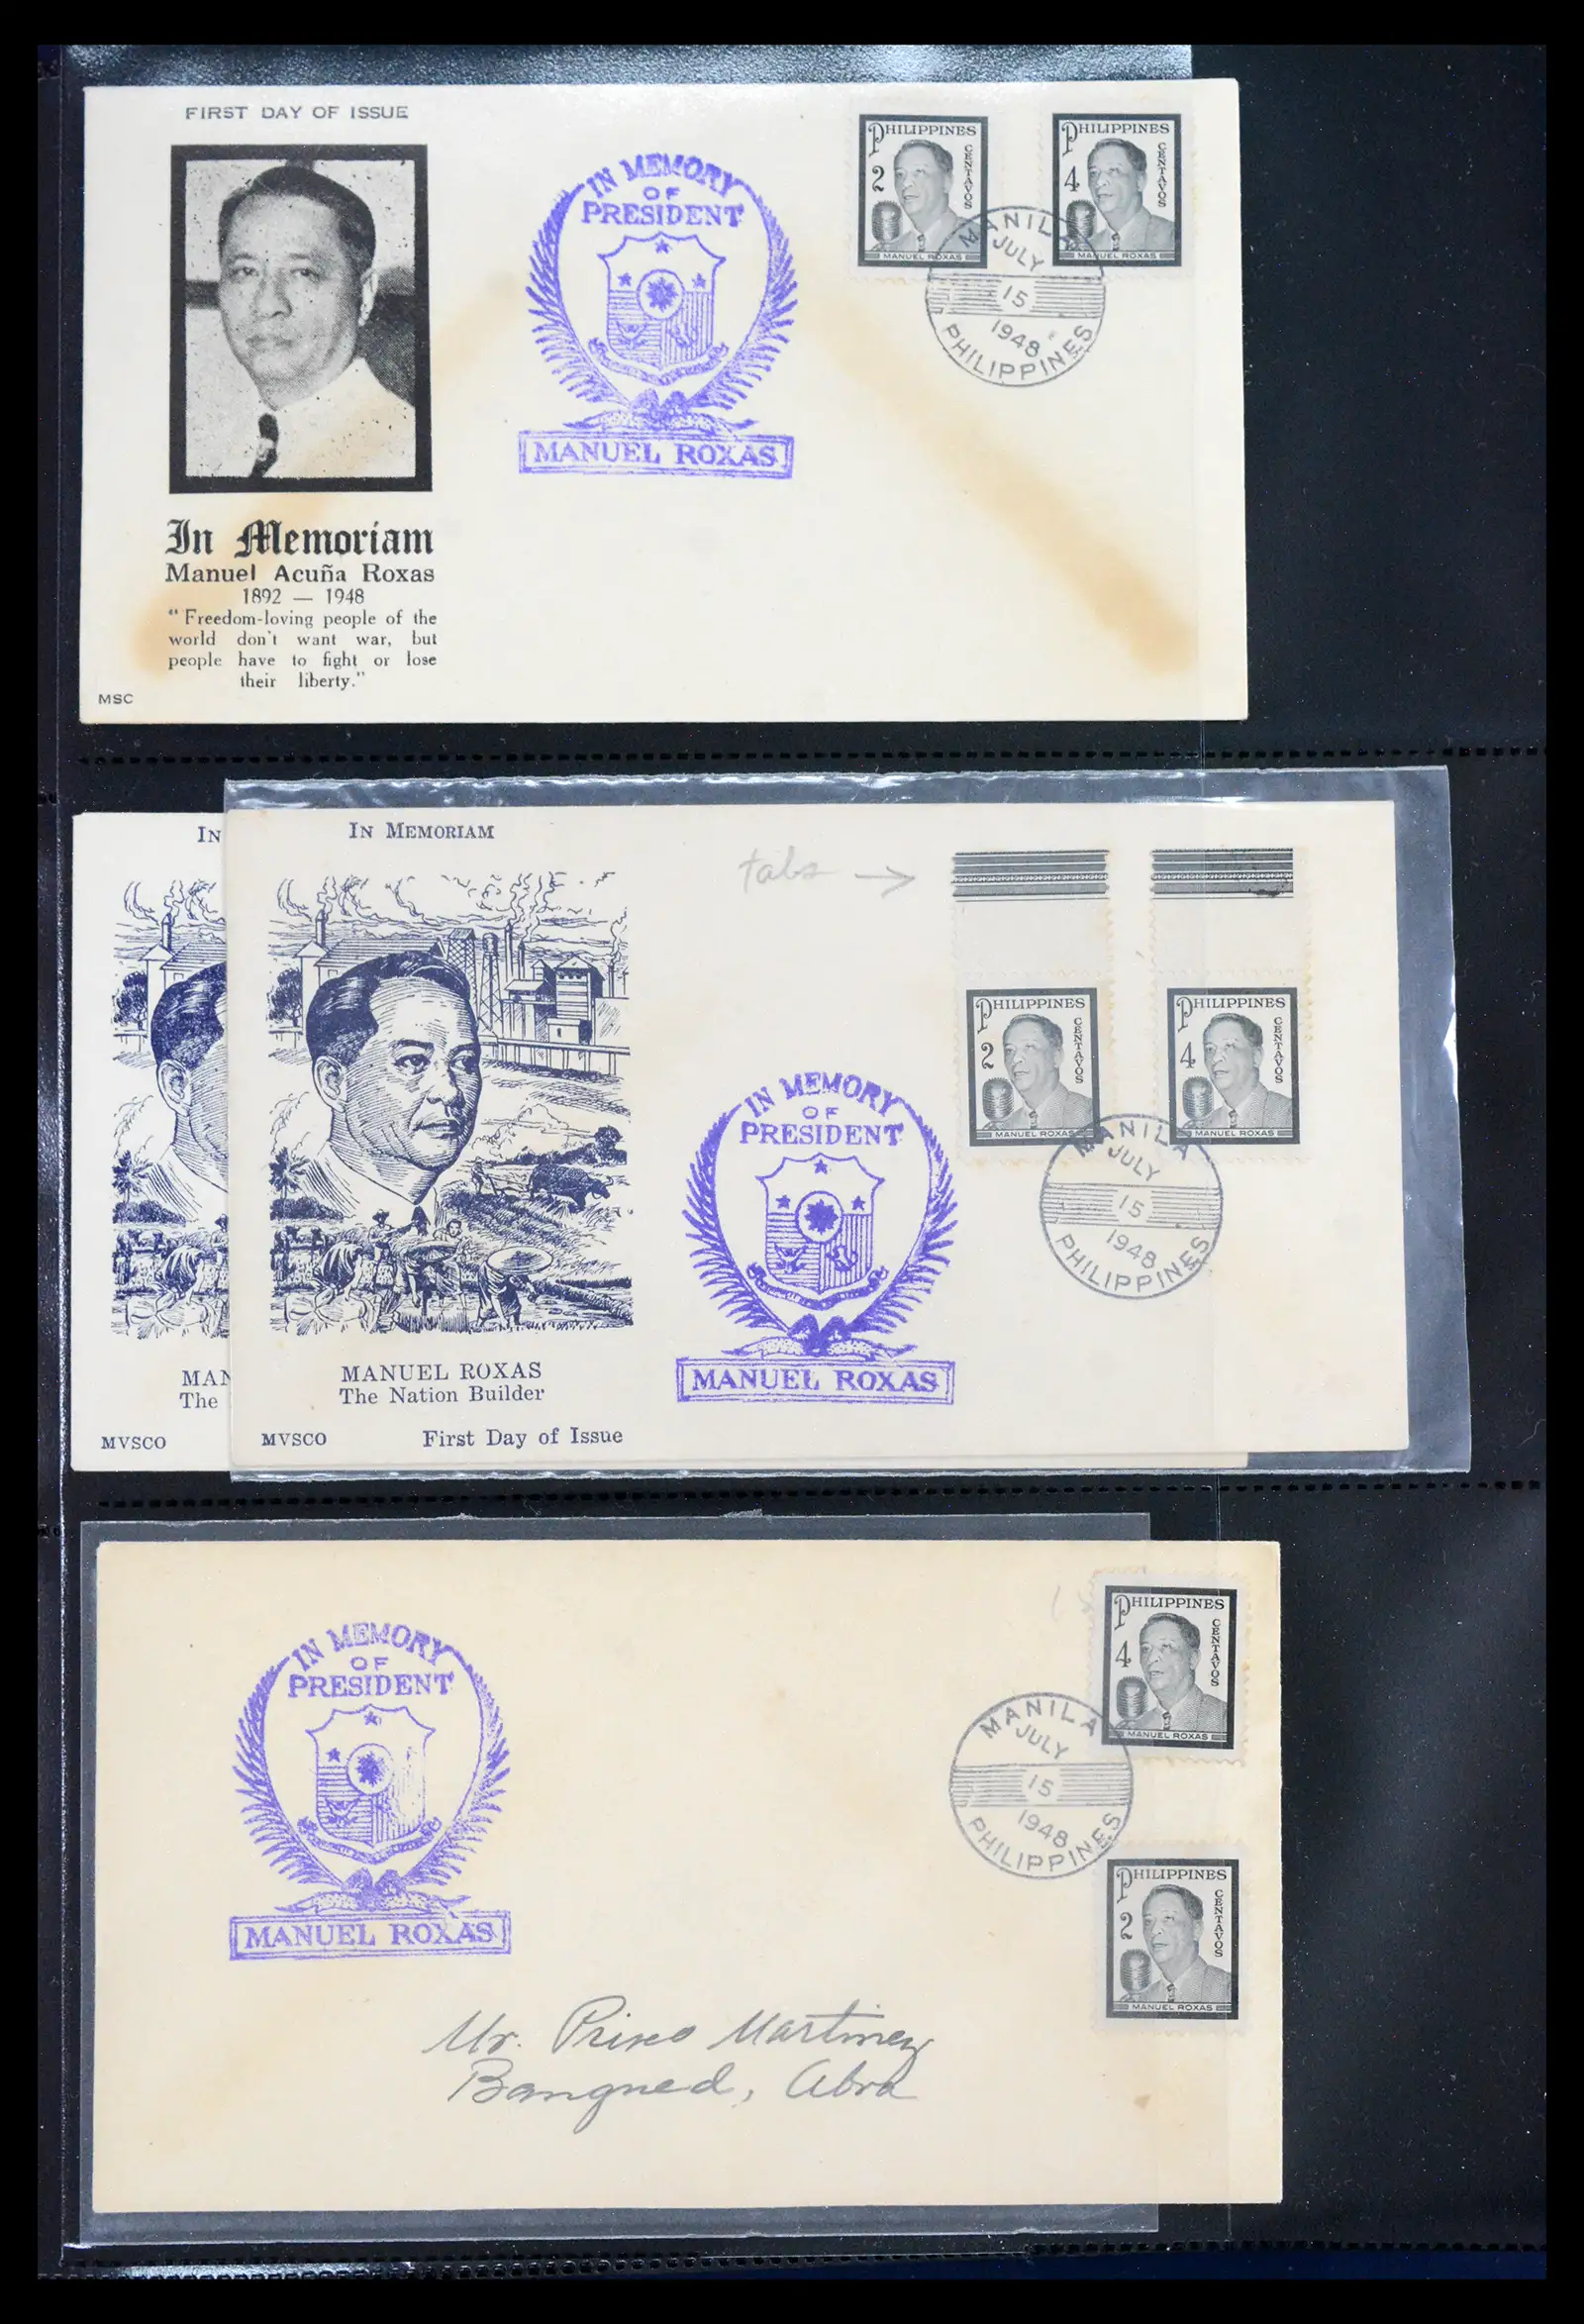 FIRST DAY OF ISSUE
IN MEMORY
OF
PRESIDENT
MANUEL ROXAS
PHILIPPINES
2
CENTAVOS
MANUEL ROXAS
PHILIPPINES
4
CENTAVOS
MANUEL ROXAS
MANILA
JULY
15
1948
PHILIPPINES
In Memoriam
Manuel Acuña Roxas
1892 — 1948
"Freedom-loving people of the
world don't want war, but
people have to fight or lose
their liberty."
MSC
IN
MAN
The
MVSCO
IN MEMORIAM
tabs →
PHILIPPINES
2
CENTAVOS
MANUEL ROXAS
PHILIPPINES
4
CENTAVOS
MANUEL ROXAS
IN MEMORY
OF
PRESIDENT
MANUEL ROXAS
MANILA
JULY
15
1948
PHILIPPINES
MANUEL ROXAS
The Nation Builder
MVSCO
First Day of Issue
IN MEMORY
OF
PRESIDENT
MANUEL ROXAS
PHILIPPINES
4
CENTAVOS
MANUEL ROXAS
MANILA
JULY
15
1948
PHILIPPINES
PHILIPPINES
2
CENTAVOS
MANUEL ROXAS
Mr. Martinez
Bangued, Abra